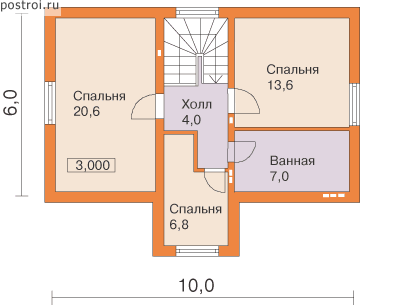 postroi.ru
Спальня
20,6
Спальня
13,6
Холл
4,0
3,000
Ванная
7,0
Спальня
6,8
6,0
10,0